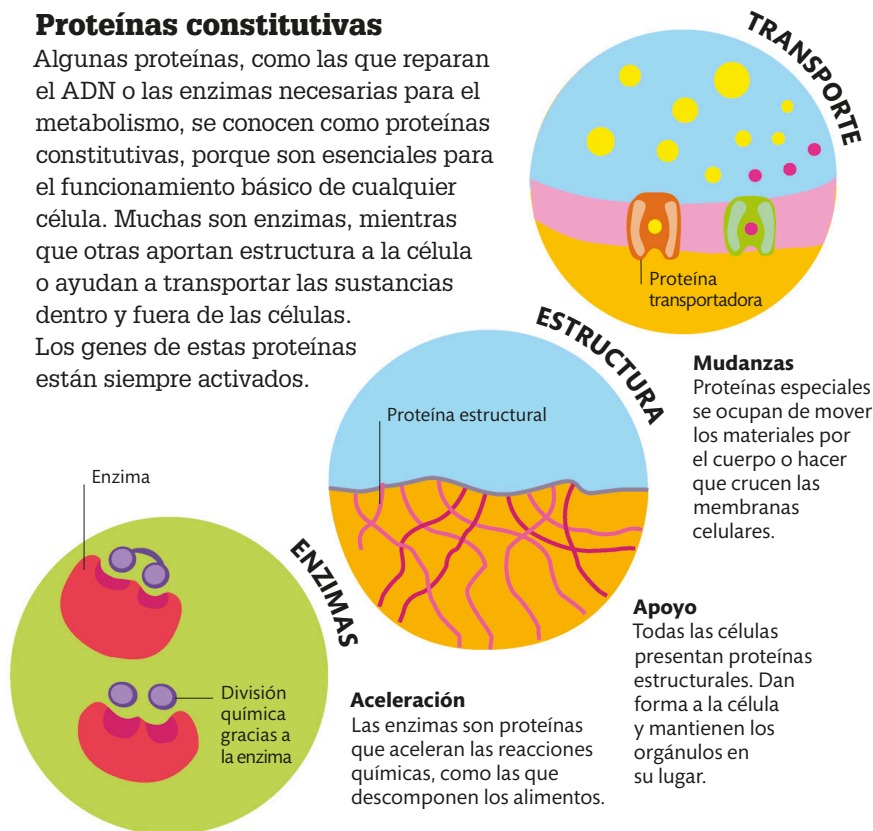 Proteínas constitutivas
Algunas proteínas, como las que reparan
el ADN o las enzimas necesarias para el
metabolismo, se conocen como proteínas
constitutivas, porque son esenciales para
el funcionamiento básico de cualquier
célula. Muchas son enzimas, mientras
que otras aportan estructura a la célula
o ayudan a transportar las sustancias
dentro y fuera de las células.
Los genes de estas proteínas
están siempre activados.
TRANSPORTE
Proteína
transportadora
Mudanzas
Proteínas especiales
se ocupan de mover
los materiales por
el cuerpo o hacer
que crucen las
membranas
celulares.
ESTRUCTURA
Proteína estructural
Apoyo
Todas las células
presentan proteínas
estructurales. Dan
forma a la célula
y mantienen los
orgánulos en
su lugar.
ENZIMAS
Enzima
División
química
gracias a
la enzima
Aceleración
Las enzimas son proteínas
que aceleran las reacciones
químicas, como las que
descomponen los alimentos.